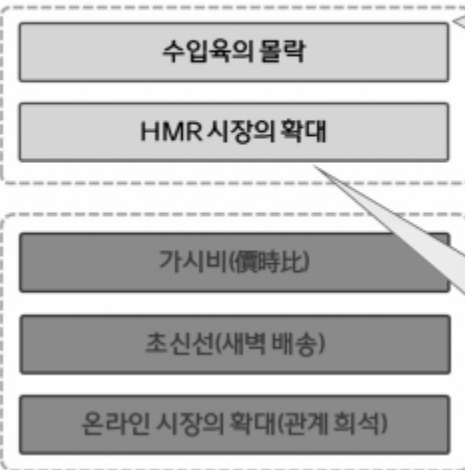 수입육의 몰락
HMR 시장의 확대
가시비(價時比)
초신선(새벽 배송)
온라인 시장의 확대(관계 희석)